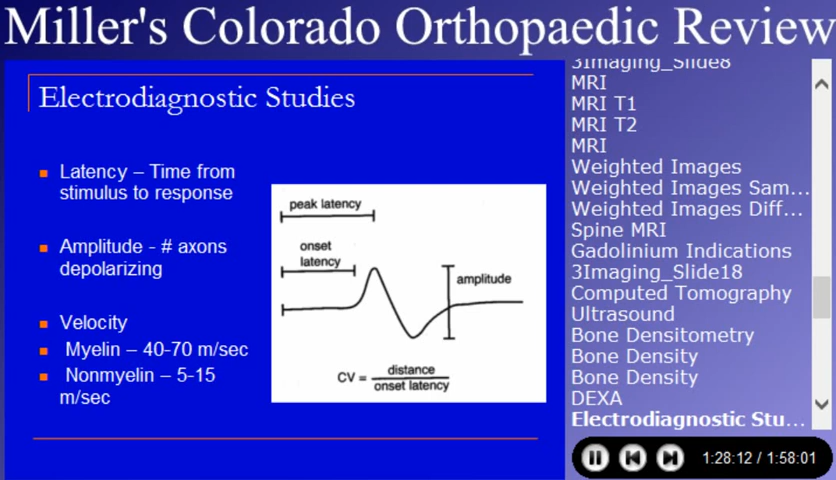 Miller's Colorado Orthopaedic Review
Electrodiagnostic Studies
Latency – Time from
stimulus to response
Amplitude - # axons
depolarizing
Velocity
Myelin – 40-70 m/sec
Nonmyelin – 5-15
m/sec
peak latency
onset
latency
amplitude
CV = distance
onset latency
3Imaging_Slide8
MRI
MRI T1
MRI T2
MRI
Weighted Images
Weighted Images Sam...
Weighted Images Diff...
Spine MRI
Gadolinium Indications
3Imaging_Slide18
Computed Tomography
Ultrasound
Bone Densitometry
Bone Density
Bone Density
DEXA
Electrodiagnostic Stu...
1:28:12 / 1:58:01